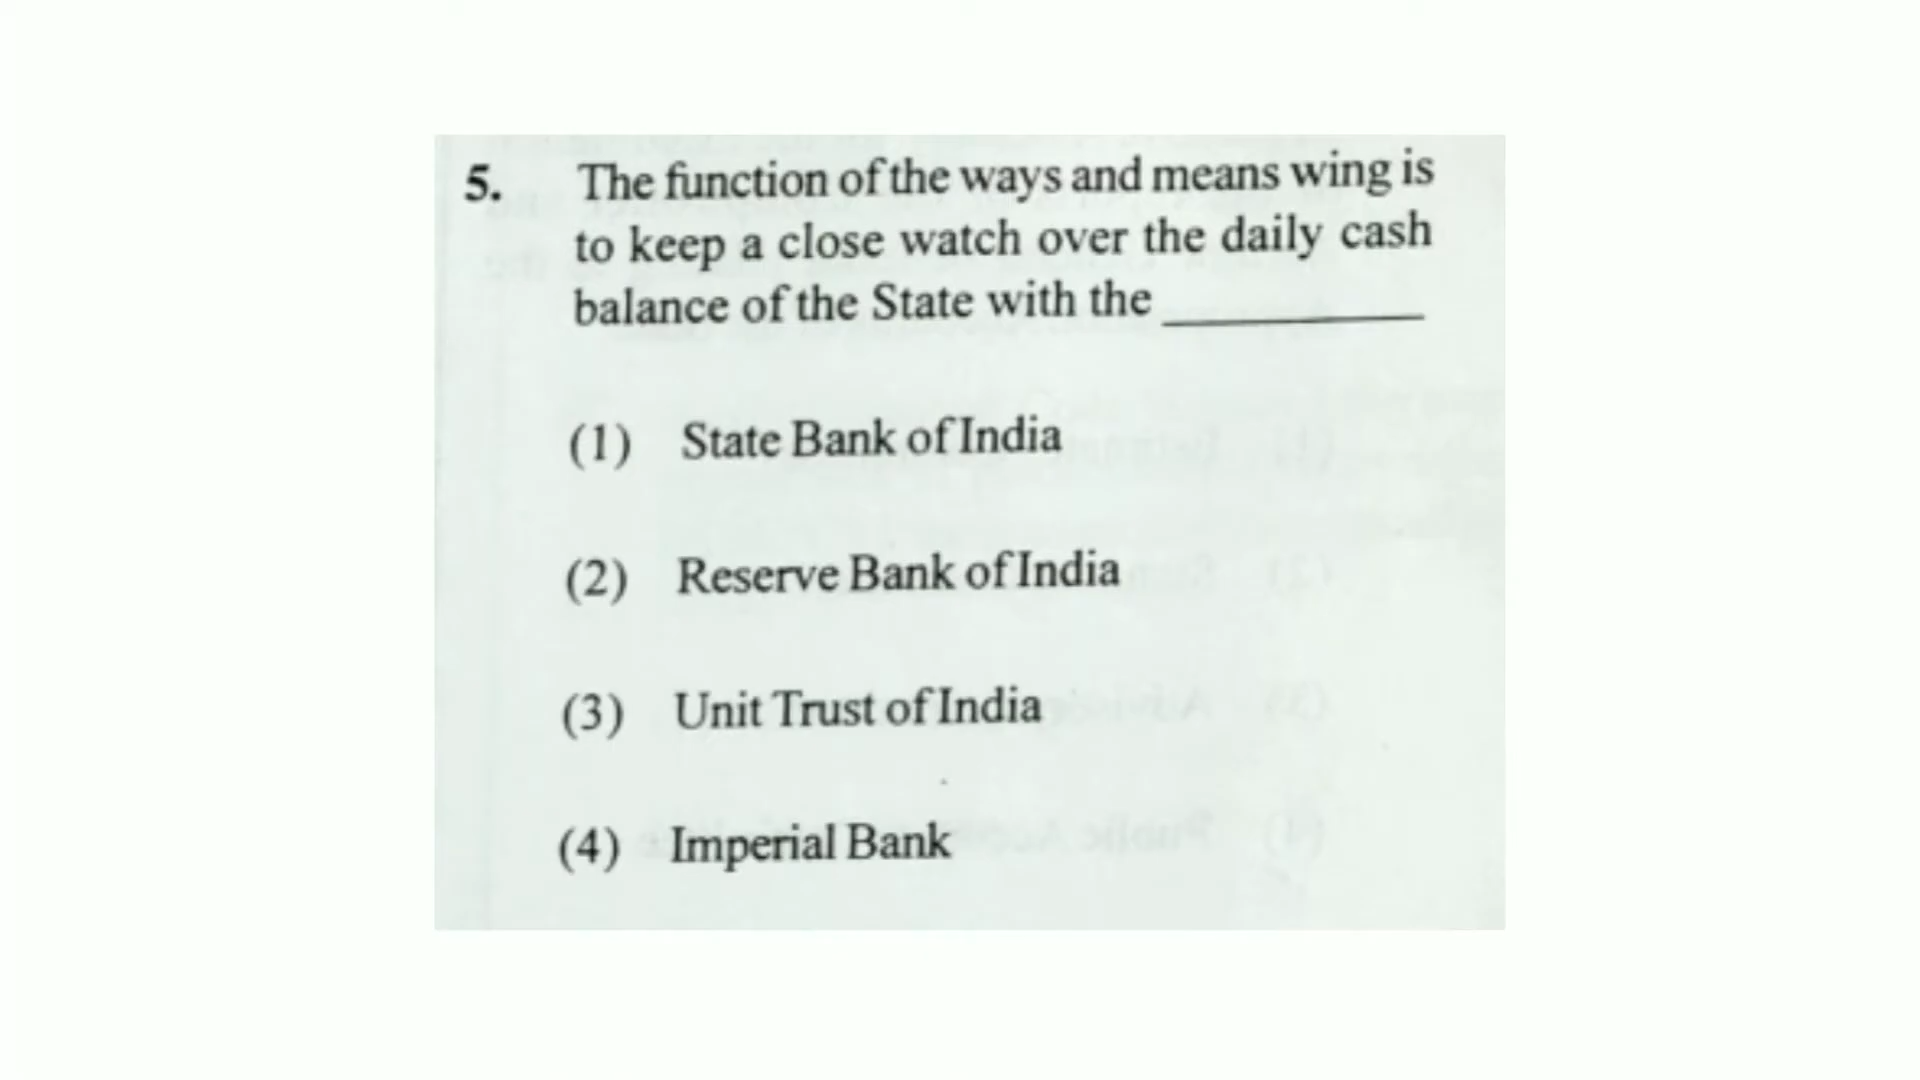 5. The function of the ways and means wing is
to keep a close watch over the daily cash
balance of the State with the ________
(1) State Bank of India
(2) Reserve Bank of India
(3) Unit Trust of India
(4) Imperial Bank